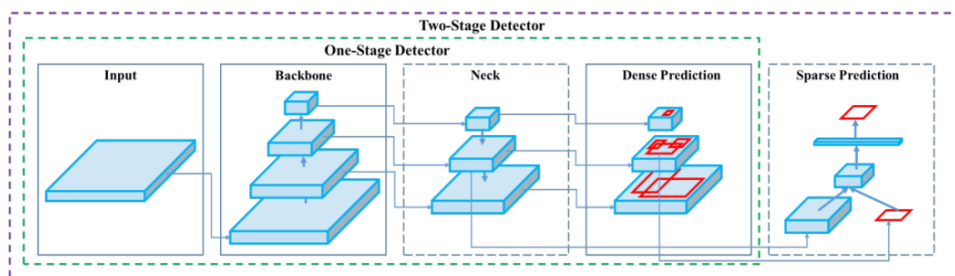 Two-Stage Detector
One-Stage Detector
Input
Backbone
Neck
Dense Prediction
Sparse Prediction